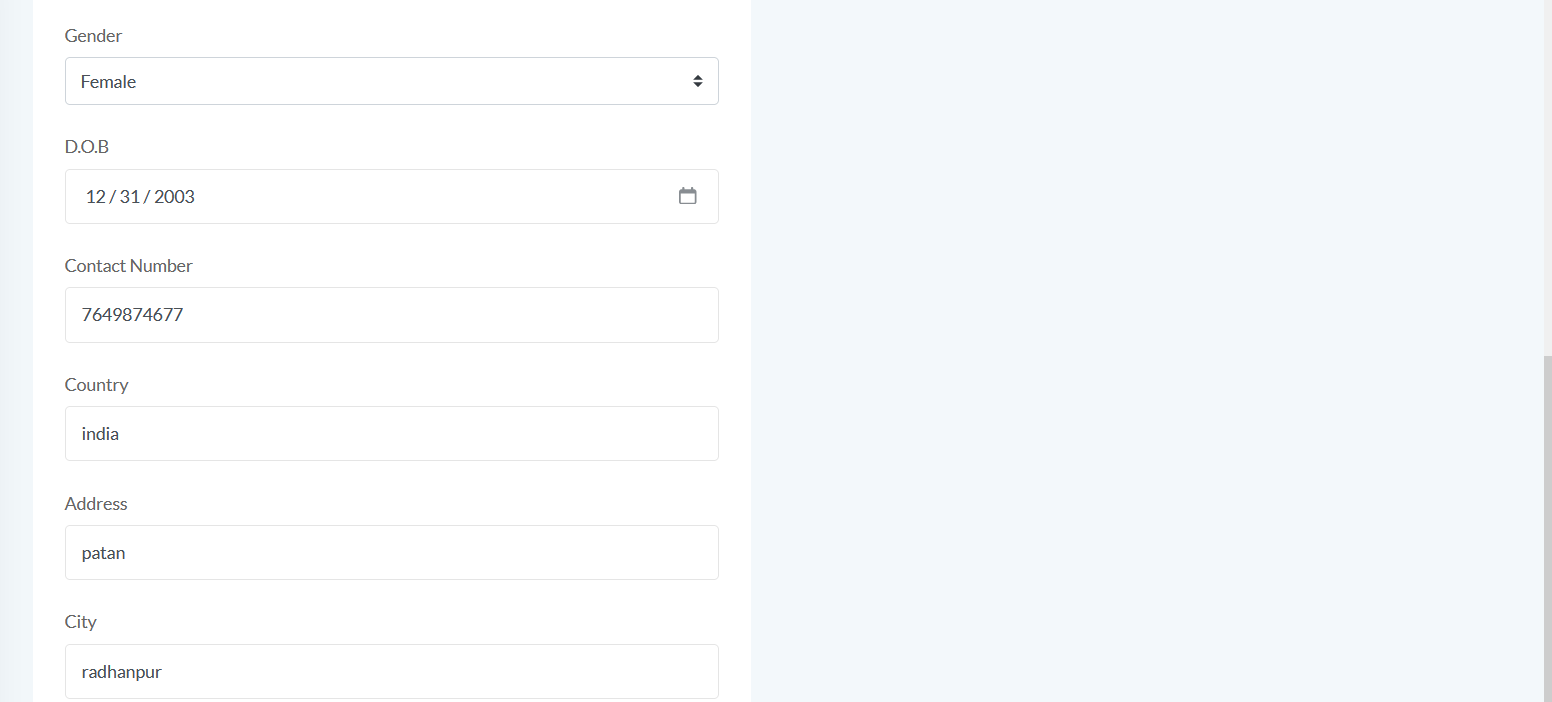 Gender
Female
D.O.B
12 / 31 / 2003
Contact Number
7649874677
Country
india
Address
patan
City
radhanpur